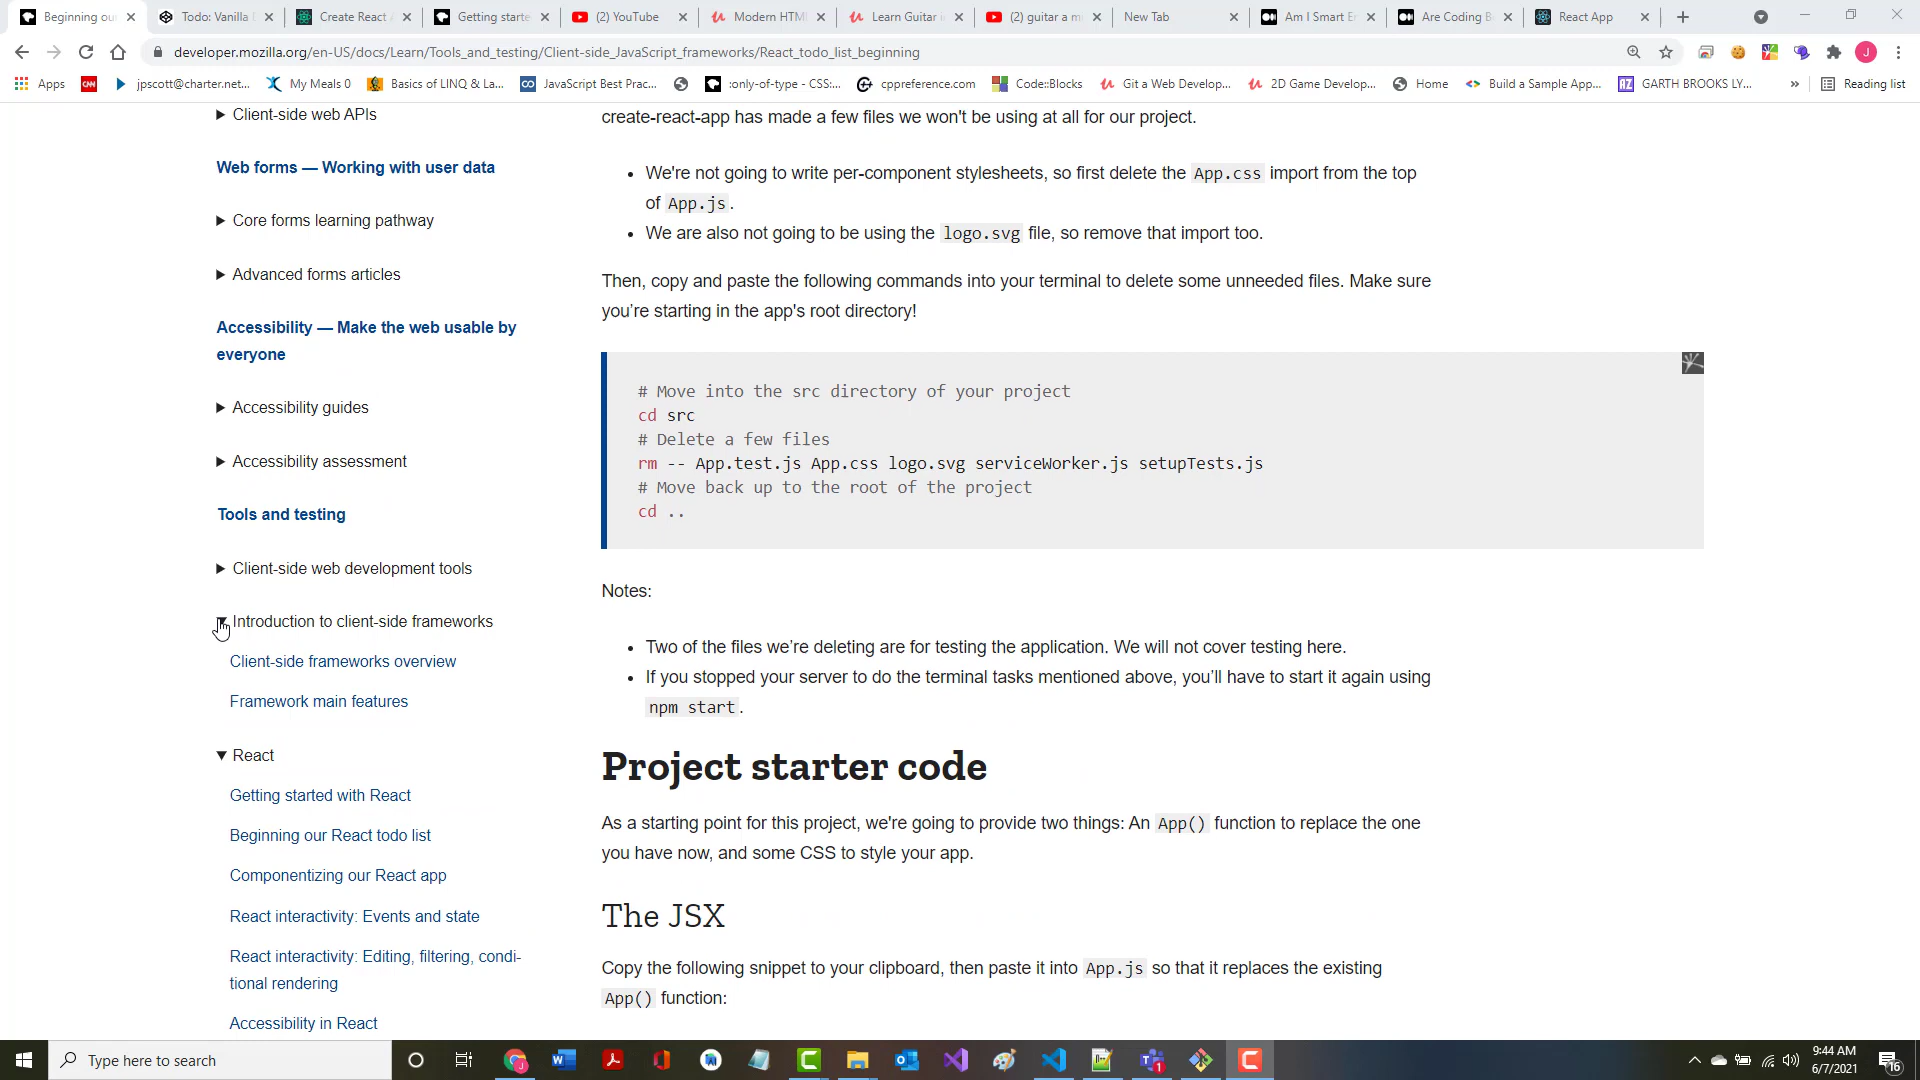 Beginning ou
Todo: Vanilla
Create React
Getting starte
(2) YouTube
Modern HTM
Learn Guitar i
(2) guitar a m
New Tab
Am I Smart E
Are Coding B
React App
developer.mozilla.org/en-US/docs/Learn/Tools_and_testing/Client-side_JavaScript_frameworks/React_todo_list_beginning
J
Apps
CNN
jpscott@charter.net...
My Meals 0
Basics of LINQ & La...
JavaScript Best Prac...
:only-of-type - CSS:...
cppreference.com
Code::Blocks
Git a Web Develop...
2D Game Develop...
Home
Build a Sample App...
AZ
GARTH BROOKS LY...
»
Reading list
Client-side web APIs
Web forms — Working with user data
Core forms learning pathway
Advanced forms articles
Accessibility — Make the web usable by
everyone
Accessibility guides
Accessibility assessment
Tools and testing
Client-side web development tools
Introduction to client-side frameworks
Client-side frameworks overview
Framework main features
React
Getting started with React
Beginning our React todo list
Componentizing our React app
React interactivity: Events and state
React interactivity: Editing, filtering, condi-
tional rendering
Accessibility in React
create-react-app has made a few files we won't be using at all for our project.
• We're not going to write per-component stylesheets, so first delete the App.css import from the top
of App.js.
• We are also not going to be using the logo.svg file, so remove that import too.
Then, copy and paste the following commands into your terminal to delete some unneeded files. Make sure
you’re starting in the app's root directory!
# Move into the src directory of your project
cd src
# Delete a few files
rm -- App.test.js App.css logo.svg serviceWorker.js setupTests.js
# Move back up to the root of the project
cd ..
Notes:
• Two of the files we’re deleting are for testing the application. We will not cover testing here.
• If you stopped your server to do the terminal tasks mentioned above, you’ll have to start it again using
npm start.
Project starter code
As a starting point for this project, we're going to provide two things: An App() function to replace the one
you have now, and some CSS to style your app.
The JSX
Copy the following snippet to your clipboard, then paste it into App.js so that it replaces the existing
App() function:
Type here to search
9:44 AM
6/7/2021
16